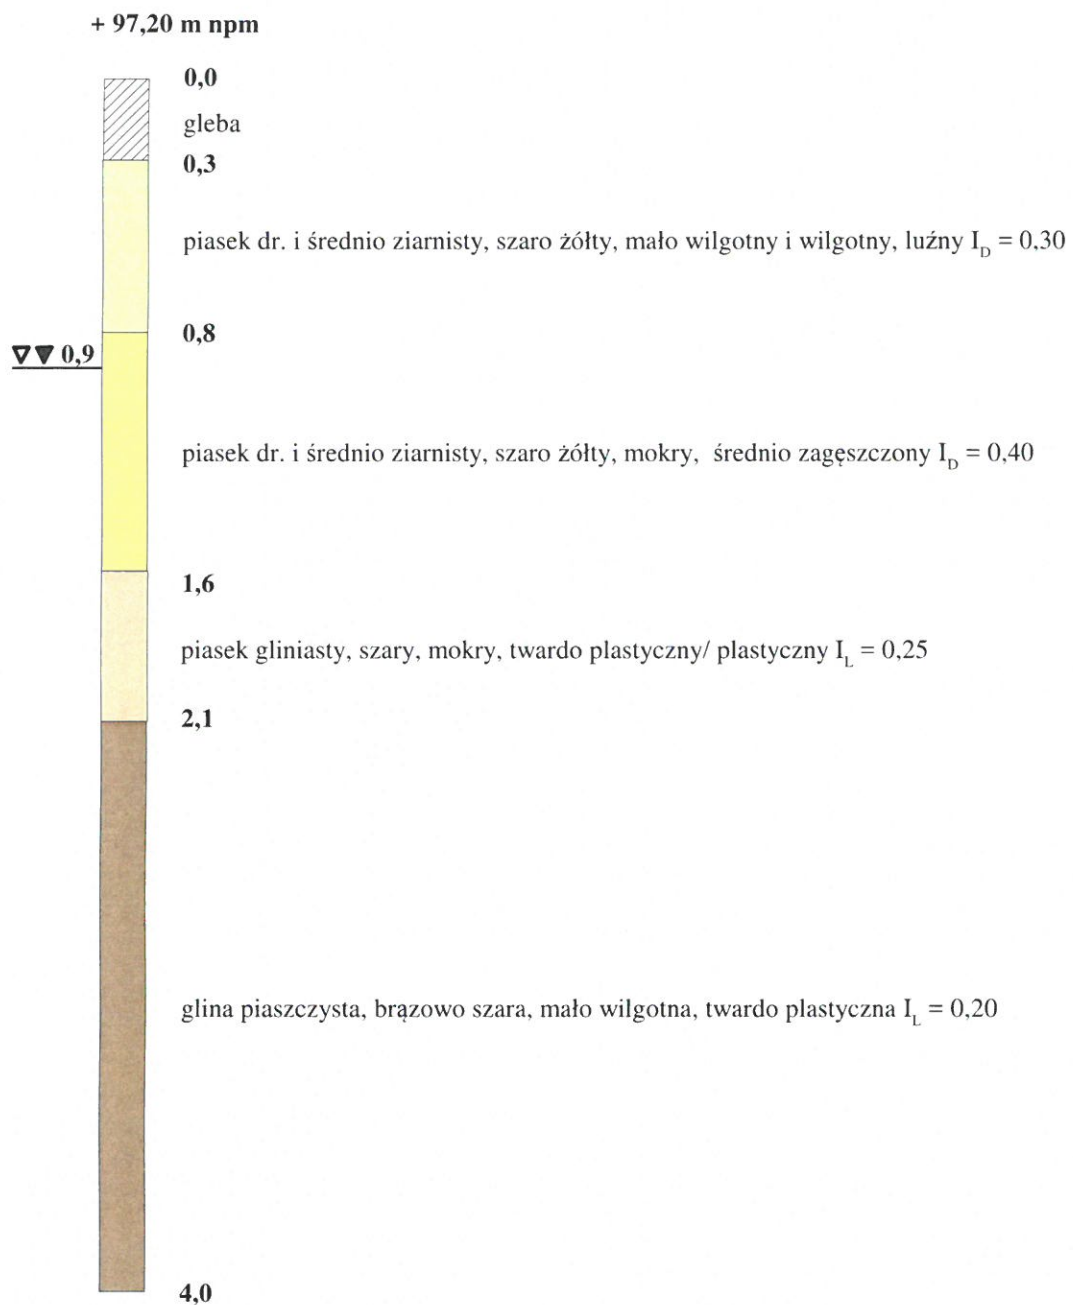 + 97,20 m npm
0,0
gleba
0,3
piasek dr. i średnio ziarnisty, szaro żółty, mało wilgotny i wilgotny, luźny I_D = 0,30
0,8
0,9
piasek dr. i średnio ziarnisty, szaro żółty, mokry, średnio zagęszczony I_D = 0,40
1,6
piasek gliniasty, szary, mokry, twardo plastyczny/ plastyczny I_L = 0,25
2,1
glina piaszczysta, brązowo szara, mało wilgotna, twardo plastyczna I_L = 0,20
4,0